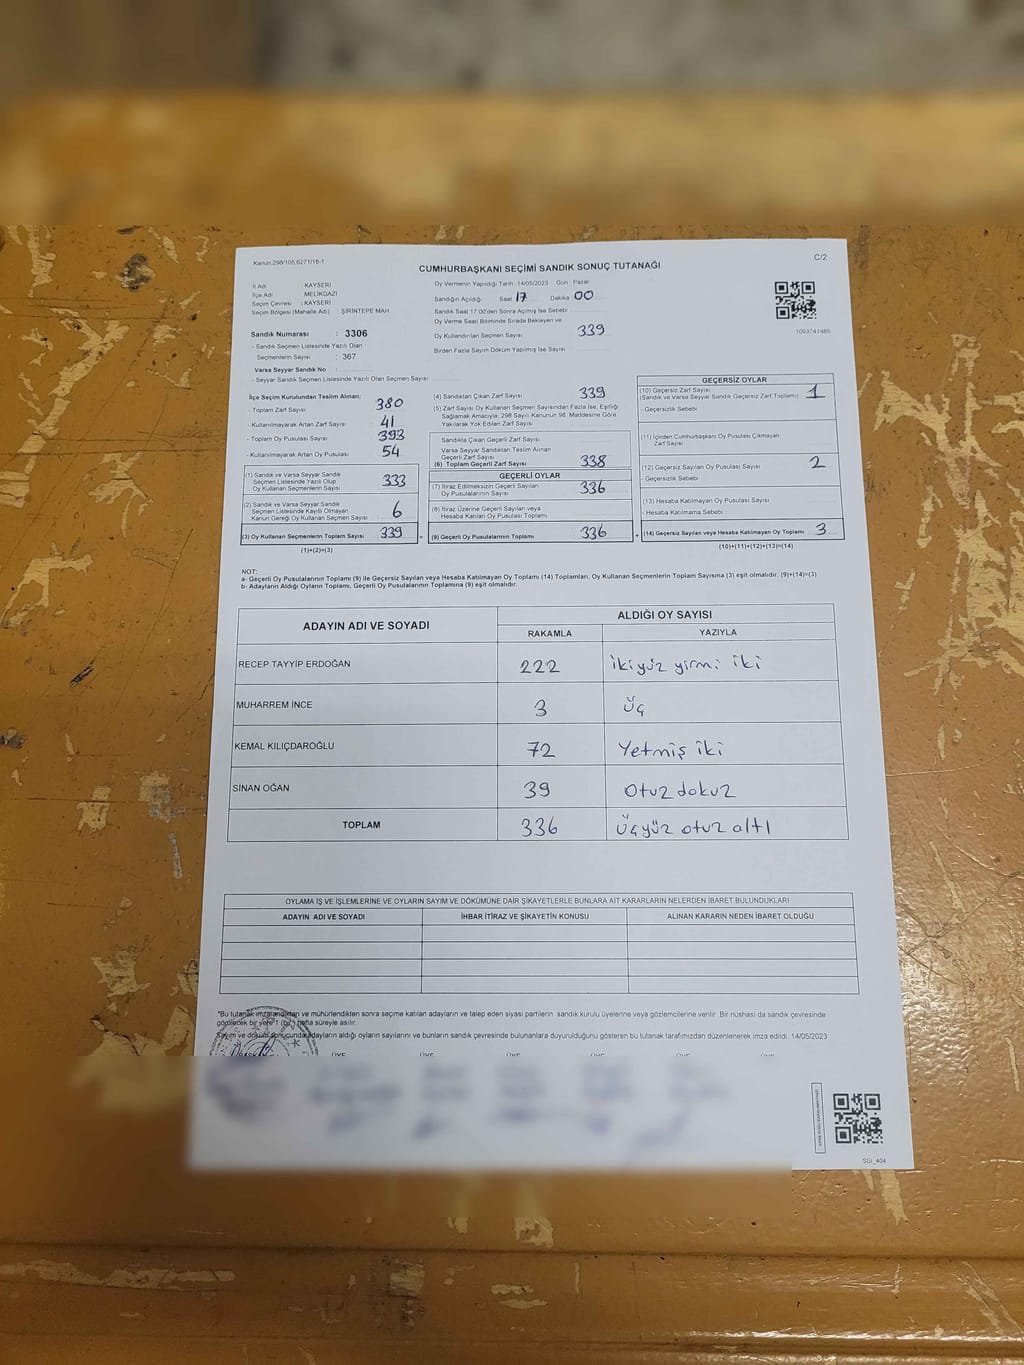 Kanun.298/105,6271/18-1
C/2
CUMHURBAŞKANI SEÇİMİ SANDIK SONUÇ TUTANAĞI
İl Adı : KAYSERİ
İlçe Adı : MELİKGAZİ
Seçim Çevresi : KAYSERİ
Seçim Bölgesi (Mahalle Adı) : ŞİRİNTEPE MAH.
Sandık Numarası : 3306
- Sandık Seçmen Listesinde Yazılı Olan
Seçmenlerin Sayısı : 367
Varsa Seyyar Sandık No :
- Seyyar Sandık Seçmen Listesinde Yazılı Olan Seçmen Sayısı:
Oy Vermenin Yapıldığı Tarih :14/05/2023 Gün : Pazar
Sandığın Açıldığı Saat 17 Dakika 00
Sandık Saat 17.00'den Sonra Açılmış İse Sebebi
Oy Verme Saati Bitiminde Sırada Bekleyen ve
Oy Kullandırılan Seçmen Sayısı 339
Birden Fazla Sayım Döküm Yapılmış İse Sayısı
1093741485
İlçe Seçim Kurulundan Teslim Alınan;
- Toplam Zarf Sayısı 380
- Kullanılmayarak Artan Zarf Sayısı 41
- Toplam Oy Pusulası Sayısı 393
- Kullanılmayarak Artan Oy Pusulası 54
(1) Sandık ve Varsa Seyyar Sandık
Seçmen Listesinde Yazılı Olup
Oy Kullanan Seçmenlerin Sayısı 333
(2) Sandık ve Varsa Seyyar Sandık
Seçmen Listesinde Kayıtlı Olmayan
Kanun Gereği Oy Kullanan Seçmen Sayısı 6
(3) Oy Kullanan Seçmenlerin Toplam Sayısı 339
(1)+(2)=(3)
(4) Sandıktan Çıkan Zarf Sayısı 339
(5) Zarf Sayısı Oy Kullanan Seçmen Sayısından Fazla İse, Eşitliği
Sağlamak Amacıyla, 298 Sayılı Kanunun 98. Maddesine Göre
Yakılarak Yok Edilen Zarf Sayısı
Sandıkta Çıkan Geçerli Zarf Sayısı
Varsa Seyyar Sandıktan Teslim Alınan
Geçerli Zarf Sayısı
(6) Toplam Geçerli Zarf Sayısı 338
GEÇERLİ OYLAR
(7) İtiraz Edilmeksizin Geçerli Sayılan
Oy Pusulalarının Sayısı 336
(8) İtiraz Üzerine Geçerli Sayılan veya
Hesaba Katılan Oy Pusulası Toplamı
= (9) Geçerli Oy Pusulalarının Toplamı 336
GEÇERSİZ OYLAR
(10) Geçersiz Zarf Sayısı 1
(Sandık ve Varsa Seyyar Sandık Geçersiz Zarf Toplamı)
- Geçersizlik Sebebi
(11) İçinden Cumhurbaşkanı Oy Pusulası Çıkmayan
Zarf Sayısı
(12) Geçersiz Sayılan Oy Pusulası Sayısı 2
- Geçersizlik Sebebi
(13) Hesaba Katılmayan Oy Pusulası Sayısı
- Hesaba Katılmama Sebebi
+ (14) Geçersiz Sayılan veya Hesaba Katılmayan Oy Toplamı 3
(10)+(11)+(12)+(13)=(14)
NOT:
a- Geçerli Oy Pusulalarının Toplamı (9) ile Geçersiz Sayılan veya Hesaba Katılmayan Oy Toplamı (14) Toplamları, Oy Kullanan Seçmenlerin Toplam Sayısına (3) eşit olmalıdır. (9)+(14)=(3)
b- Adayların Aldığı Oyların Toplamı, Geçerli Oy Pusulalarının Toplamına (9) eşit olmalıdır.
ADAYIN ADI VE SOYADI ALDIĞI OY SAYISI
RAKAMLA YAZIYLA
RECEP TAYYİP ERDOĞAN 222 ikiyüz yirmi iki
MUHARREM İNCE 3 üç
KEMAL KILIÇDAROĞLU 72 Yetmiş iki
SİNAN OĞAN 39 otuz dokuz
TOPLAM 336 üçyüz otuz altı
OYLAMA İŞ VE İŞLEMLERİNE VE OYLARIN SAYIM VE DÖKÜMÜNE DAİR ŞİKAYETLERLE BUNLARA AİT KARARLARIN NELERDEN İBARET BULUNDUKLARI
ADAYIN ADI VE SOYADI İHBAR İTİRAZ VE ŞİKAYETİN KONUSU ALINAN KARARIN NEDEN İBARET OLDUĞU
"Bu tutanak imzalandıktan ve mühürlendikten sonra seçime katılan adayların ve talep eden siyasi partilerin sandık kurulu üyelerine veya gözlemcilerine verilir. Bir nüshası da sandık çevresinde
görülecek bir yere 1 (bir) hafta süreyle asılır.
Sayım ve döküm sonucunda adayların aldığı oyların sayılarını ve bunların sandık çevresinde bulunanlara duyurulduğunu gösteren bu tutanak tarafımızdan düzenlenerek imza edildi. 14/05/2023
ÜYE ÜYE ÜYE ÜYE ÜYE ÜYE
SSI_404